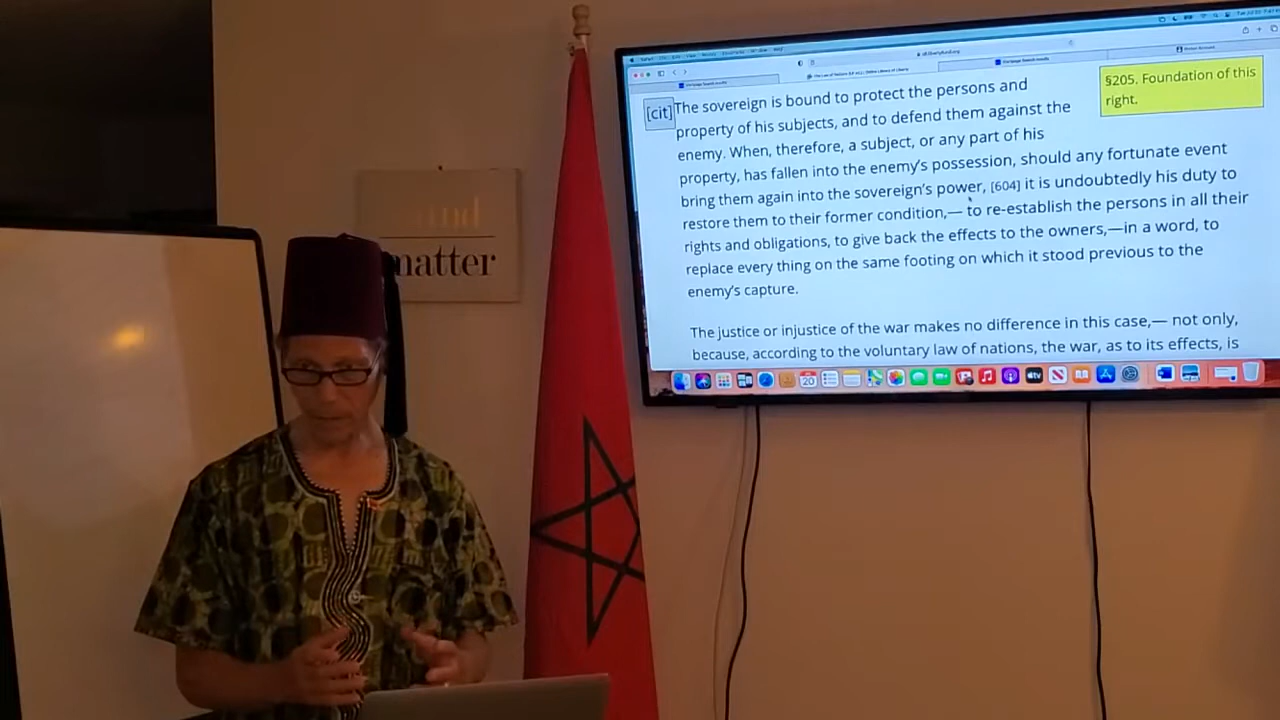 The sovereign is bound to protect the persons and
§205. Foundation of this
right.
[cit]
property of his subjects, and to defend them against the
enemy. When, therefore, a subject, or any part of his
property, has fallen into the enemy's possession, should any fortunate event
bring them again into the sovereign's power, [604] it is undoubtedly his duty to
restore them to their former condition,— to re-establish the persons in all their
rights and obligations, to give back the effects to the owners,—in a word, to
replace every thing on the same footing on which it stood previous to the
enemy's capture.
The justice or injustice of the war makes no difference in this case,— not only,
because, according to the voluntary law of nations, the war, as to its effects, is
20
tv
matter